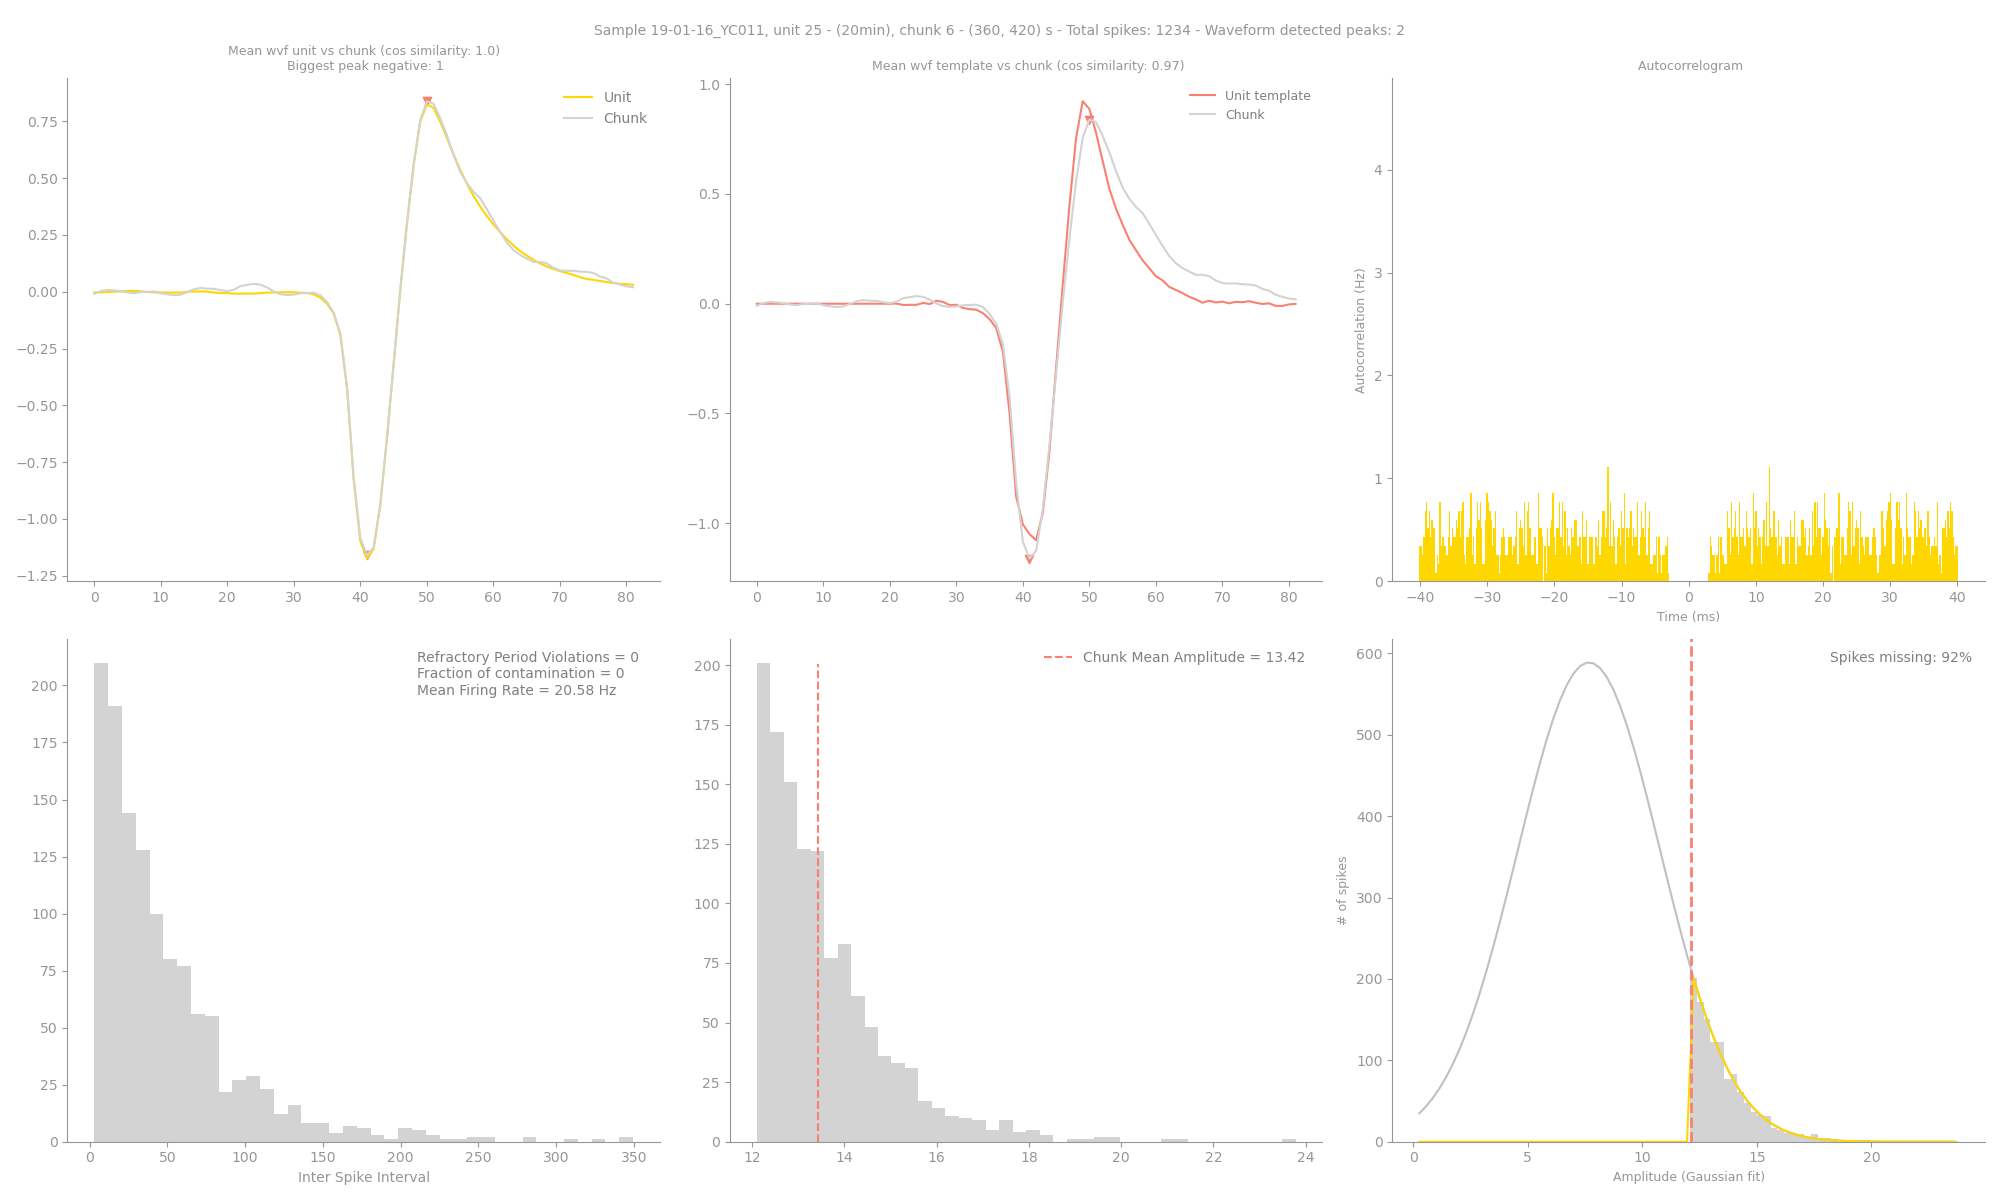 Sample 19-01-16_YC011, unit 25 - (20min), chunk 6 - (360, 420) s - Total spikes: 1234 - Waveform detected peaks: 2
Mean wvf unit vs chunk (cos similarity: 1.0)
Biggest peak negative: 1
Unit
Chunk
0.75
0.50
0.25
0.00
−0.25
−0.50
−0.75
−1.00
−1.25
0 10 20 30 40 50 60 70 80
Mean wvf template vs chunk (cos similarity: 0.97)
Unit template
Chunk
1.0
0.5
0.0
−0.5
−1.0
0 10 20 30 40 50 60 70 80
Autocorrelogram
Autocorrelation (Hz)
4
3
2
1
0
−40 −30 −20 −10 0 10 20 30 40
Time (ms)
Refractory Period Violations = 0
Fraction of contamination = 0
Mean Firing Rate = 20.58 Hz
200
175
150
125
100
75
50
25
0
0 50 100 150 200 250 300 350
Inter Spike Interval
Chunk Mean Amplitude = 13.42
200
175
150
125
100
75
50
25
0
12 14 16 18 20 22 24
Spikes missing: 92%
# of spikes
600
500
400
300
200
100
0
0 5 10 15 20
Amplitude (Gaussian fit)